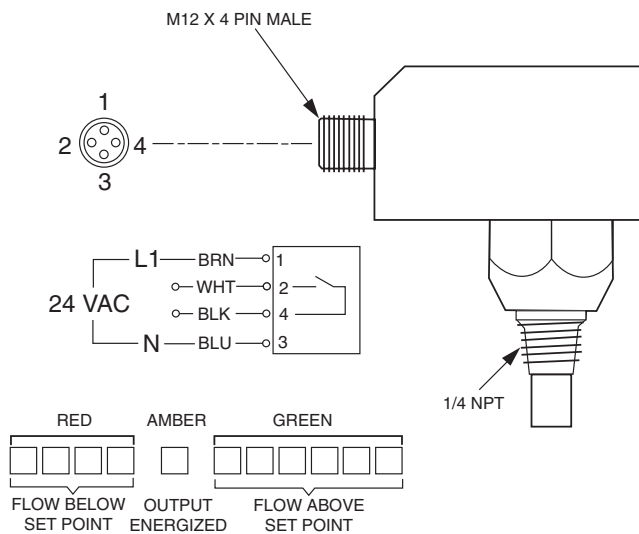 M12 X 4 PIN MALE
1
2 4
3
L1 BRN 1
WHT 2
24 VAC
BLK 4
N BLU 3
1/4 NPT
RED AMBER GREEN
FLOW BELOW
SET POINT
OUTPUT
ENERGIZED
FLOW ABOVE
SET POINT